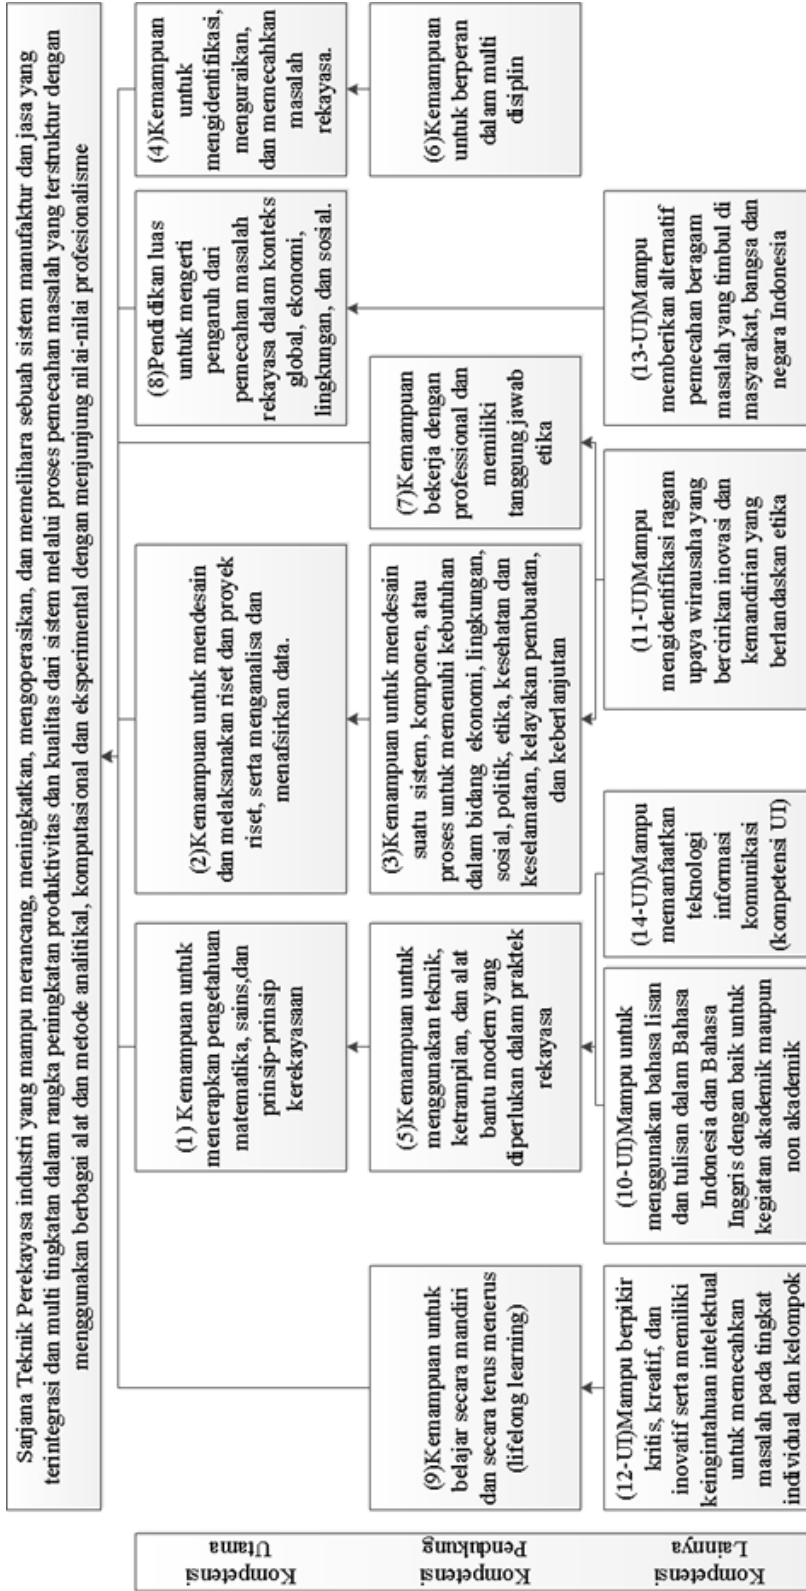 Sarjana Teknik Perekayasa industri yang mampu merancang, meningkatkan, mengoperasikan, dan memelihara sebuah sistem manufaktur dan jasa yang
terintegrasi dan multi tingkatan dalam rangka peningkatan produktivitas dan kualitas dari sistem melalui proses pemecahan masalah yang terstruktur dengan
menggunakan berbagai alat dan metode analitikal, komputasional dan eksperimental dengan menjunjung nilai-nilai profesionalisme
Kompetensi
Utama
(1) Kemampuan untuk
menerapkan pengetahuan
matematika, sains,dan
prinsip-prinsip
kerekayasaan
(2)Kemampuan untuk mendesain
dan melaksanakan riset dan proyek
riset, serta menganalisa dan
menafsirkan data.
(8)Pendidikan luas
untuk mengerti
pengaruh dari
pemecahan masalah
rekayasa dalam konteks
global, ekonomi,
lingkungan, dan sosial.
(4)Kemampuan
untuk
mengidentifikasi,
menguraikan,
dan memecahkan
masalah
rekayasa.
Kompetensi
Pendukung
(9)Kemampuan untuk
belajar secara mandiri
dan secara terus menerus
(lifelong learning)
(5)Kemampuan untuk
menggunakan teknik,
ketrampilan, dan alat
bantu modern yang
diperlukan dalam praktek
rekayasa
(3)Kemampuan untuk mendesain
suatu sistem, komponen, atau
proses untuk memenuhi kebutuhan
dalam bidang ekonomi, lingkungan,
sosial, politik, etika, kesehatan dan
keselamatan, kelayakan pembuatan,
dan keberlanjutan
(7)Kemampuan
bekerja dengan
professional dan
memiliki
tanggung jawab
etika
(6)Kemampuan
untuk berperan
dalam multi
disiplin
Kompetensi
Lainnya
(12-UI)Mampu berpikir
kritis, kreatif, dan
inovatif serta memiliki
keingintahuan intelektual
untuk memecahkan
masalah pada tingkat
individual dan kelompok
(10-UI)Mampu untuk
menggunakan bahasa lisan
dan tulisan dalam Bahasa
Indonesia dan Bahasa
Inggris dengan baik untuk
kegiatan akademik maupun
non akademik
(14-UI)Mampu
memanfaatkan
teknologi
informasi
komunikasi
(kompetensi UI)
(11-UI)Mampu
mengidentifikasi ragam
upaya wirausaha yang
bercirikan inovasi dan
kemandirian yang
berlandaskan etika
(13-UI)Mampu
memberikan alternatif
pemecahan beragam
masalah yang timbul di
masyarakat, bangsa dan
negara Indonesia